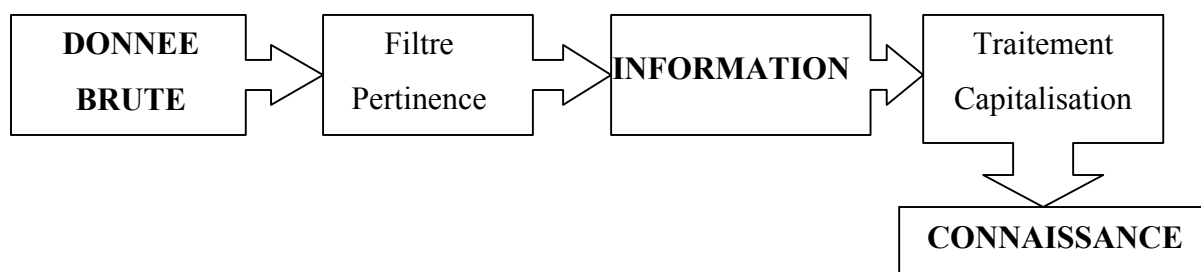 DONNEE
BRUTE
Filtre
Pertinence
INFORMATION
Traitement
Capitalisation
CONNAISSANCE